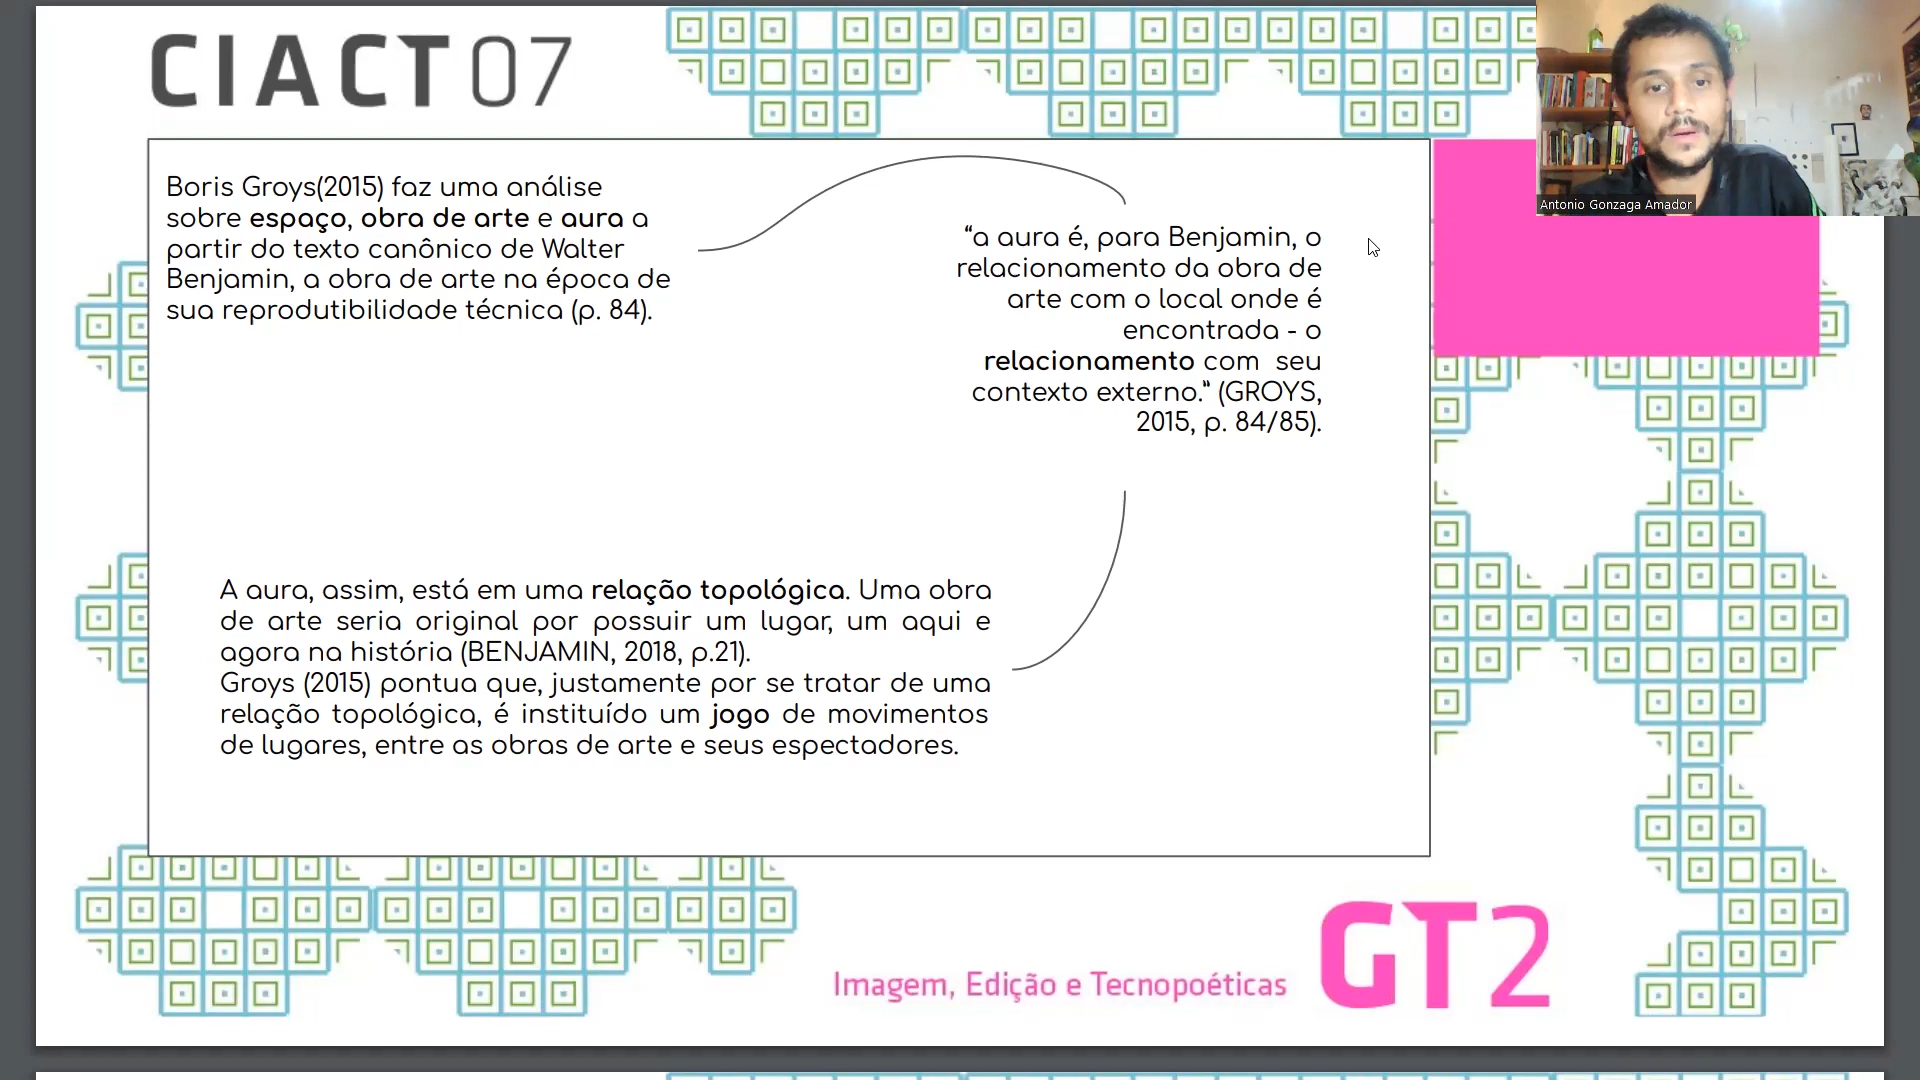 CIACT07
Antonio Gonzaga Amador
Boris Groys(2015) faz uma análise
sobre espaço, obra de arte e aura a
partir do texto canônico de Walter
Benjamin, a obra de arte na época de
sua reprodutibilidade técnica (p. 84).
“a aura é, para Benjamin, o
relacionamento da obra de
arte com o local onde é
encontrada - o
relacionamento com seu
contexto externo.” (GROYS,
2015, p. 84/85).
A aura, assim, está em uma relação topológica. Uma obra
de arte seria original por possuir um lugar, um aqui e
agora na história (BENJAMIN, 2018, p.21).
Groys (2015) pontua que, justamente por se tratar de uma
relação topológica, é instituído um jogo de movimentos
de lugares, entre as obras de arte e seus espectadores.
Imagem, Edição e Tecnopoéticas
GT2